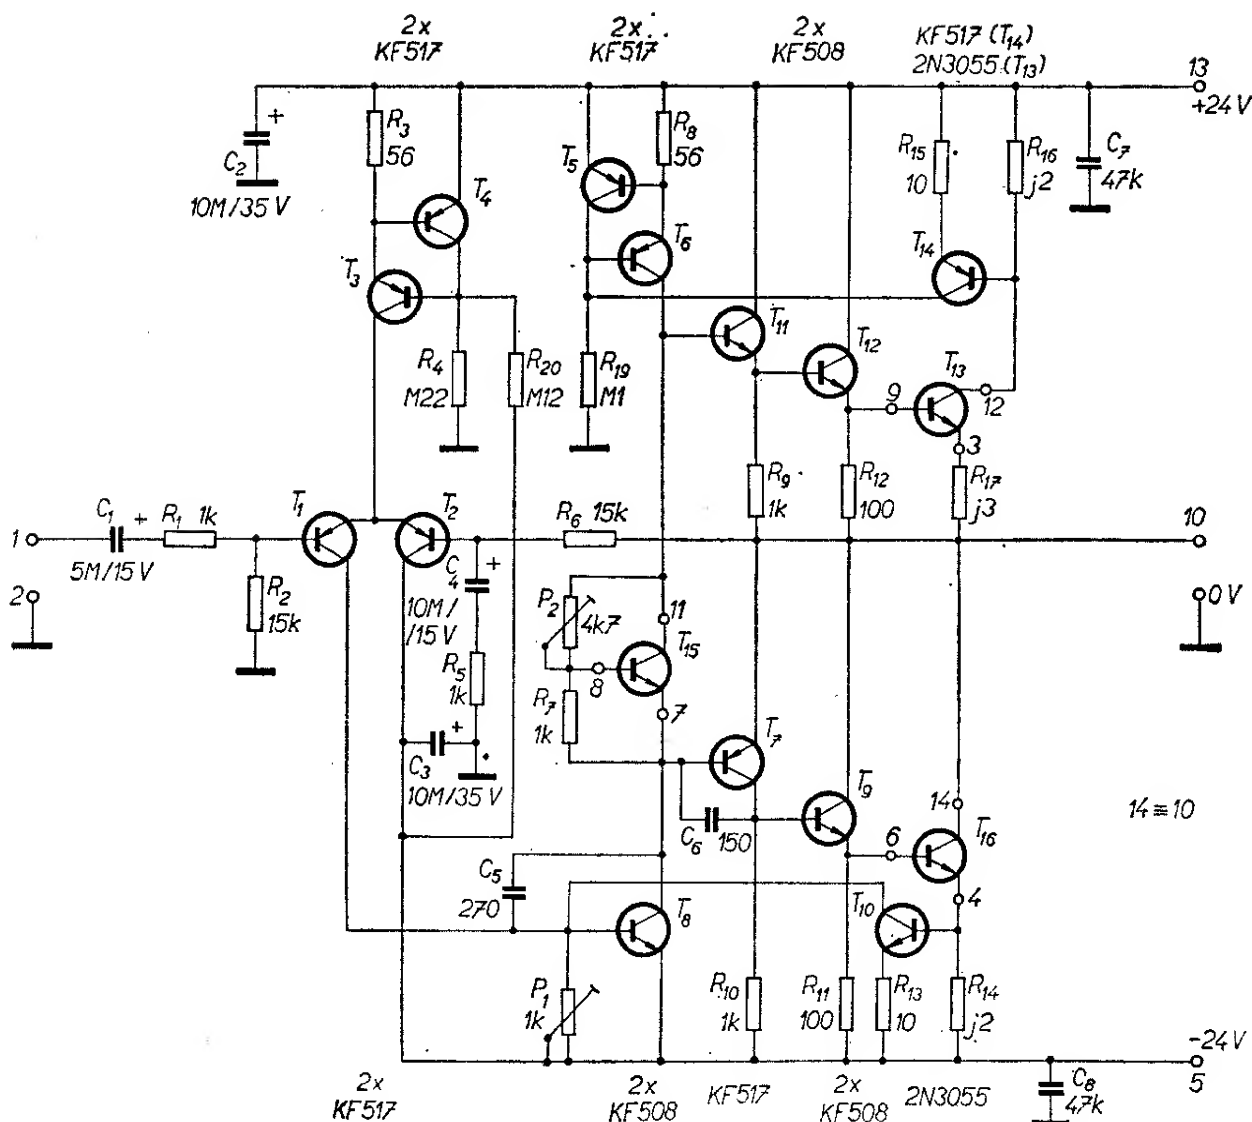 2x
KF517
2x
KF517
2x
KF508
KF517 (T14)
2N3055 (T13)
13
+24V
+
C2
10M/35 V
R3
56
T4
T3
T5
R8
56
T6
R15
10
R16
j2
C7
47k
T14
R4
M22
R20
M12
R19
M1
T11
T12
T13
9
12
3
R9
1k
R12
100
R17
j3
1
C1
+
R1
1k
5M/15 V
T1
T2
R6
15k
10
2
R2
15k
C4
+
10M/
/15V
R5
1k
P2
4k7
11
T15
8
0V
R7
1k
7
C3
+
10M/35 V
T7
T9
14
14≡10
C6
150
6
T16
C5
270
T8
T10
4
P1
1k
R10
1k
R11
100
R13
10
R14
j2
-24V
5
2x
KF517
2x
KF508
KF517
2x
KF508
2N3055
C8
47k